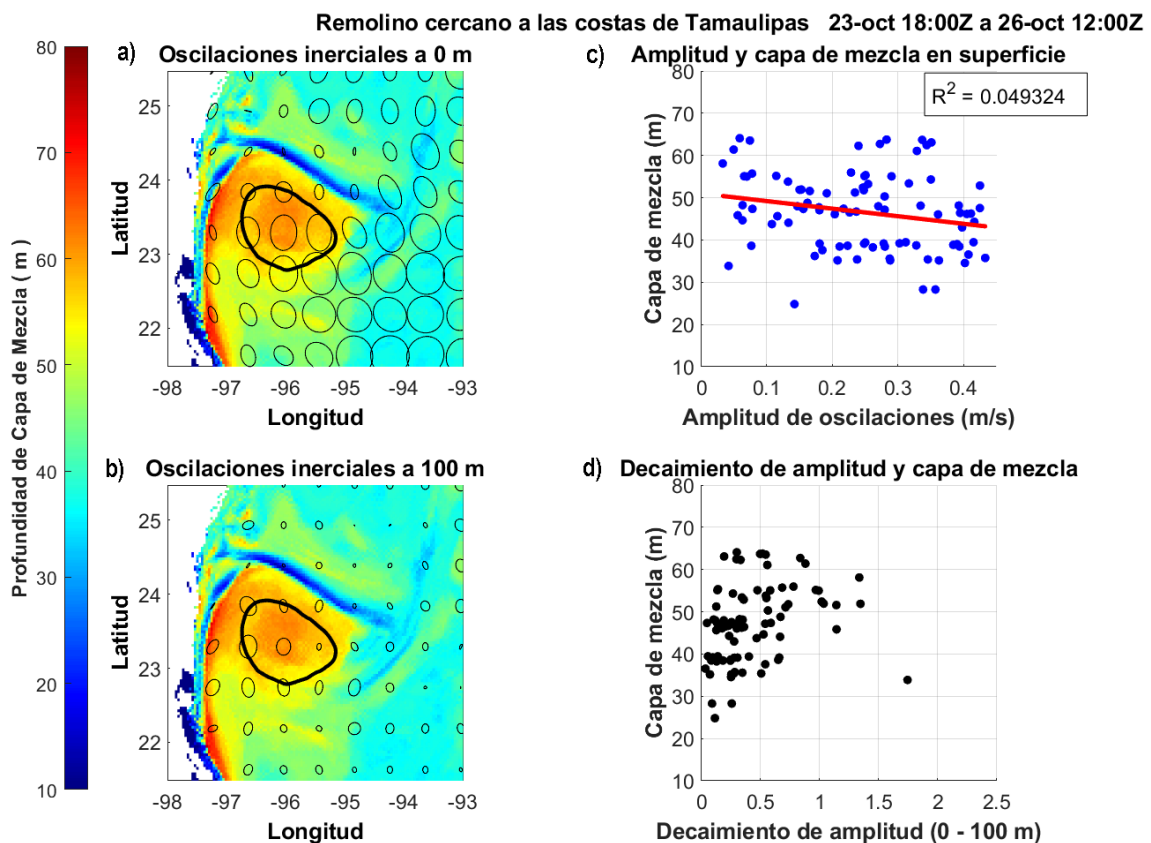 Remolino cercano a las costas de Tamaulipas 23-oct 18:00Z a 26-oct 12:00Z
Profundidad de Capa de Mezcla ( m )
80
70
60
50
40
30
20
10
a) Oscilaciones inerciales a 0 m
Latitud
25
24
23
22
-98 -97 -96 -95 -94 -93
Longitud
c) Amplitud y capa de mezcla en superficie
R² = 0.049324
Capa de mezcla (m)
80
70
60
50
40
30
20
10
0 0.1 0.2 0.3 0.4
Amplitud de oscilaciones (m/s)
b) Oscilaciones inerciales a 100 m
Latitud
25
24
23
22
-98 -97 -96 -95 -94 -93
Longitud
d) Decaimiento de amplitud y capa de mezcla
Capa de mezcla (m)
80
70
60
50
40
30
20
10
0 0.5 1 1.5 2 2.5
Decaimiento de amplitud (0 - 100 m)